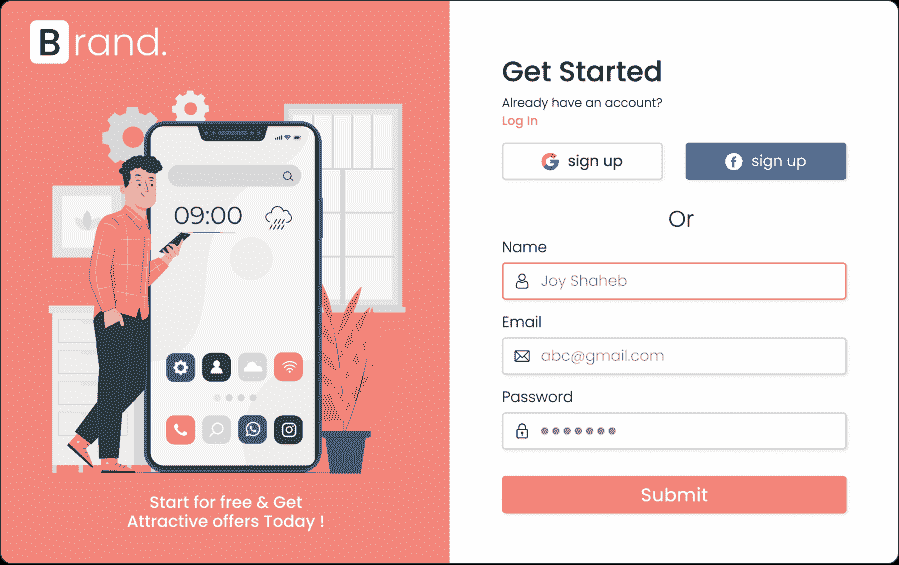 Brand.
09:00
Start for free & Get
Attractive offers Today !
Get Started
Already have an account?
Log In
G sign up
f sign up
Or
Name
Joy Shaheb
Email
abc@gmail.com
Password
Submit